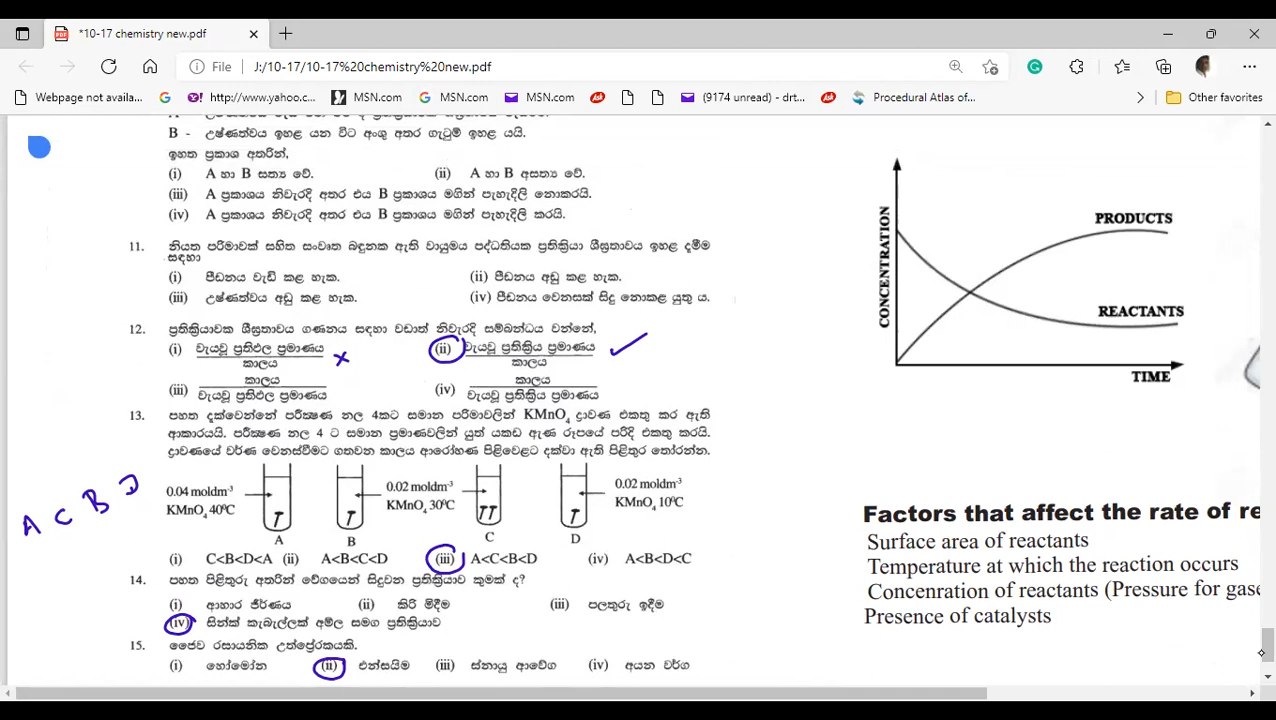 *10-17 chemistry new.pdf
File J:/10-17/10-17%20chemistry%20new.pdf
Webpage not availa... http://www.yahoo.c... MSN.com MSN.com MSN.com (9174 unread) - drt... Procedural Atlas of... Other favorites
B - උෂ්ණත්වය ඉහළ යන විට අංශු අතර ගැටුම් ඉහළ යයි.
ඉහත ප්‍රකාශ අතරින්,
(i) A හා B සත්‍ය වේ. (ii) A හා B අසත්‍ය වේ.
(iii) A ප්‍රකාශය නිවැරදි අතර එය B ප්‍රකාශය මගින් පැහැදිලි නොකරයි.
(iv) A ප්‍රකාශය නිවැරදි අතර එය B ප්‍රකාශය මගින් පැහැදිලි කරයි.
11. නියත පරිමාවක් සහිත සංවෘත බඳුනක ඇති වායුමය පද්ධතියක ප්‍රතික්‍රියා ශීඝ්‍රතාවය ඉහළ දැමීම
සඳහා
(i) පීඩනය වැඩි කළ හැක. (ii) පීඩනය අඩු කළ හැක.
(iii) උෂ්ණත්වය අඩු කළ හැක. (iv) පීඩනය වෙනසක් සිදු නොකළ යුතු ය.
12. ප්‍රතික්‍රියාවක ශීඝ්‍රතාවය ගණනය සඳහා වඩාත් නිවැරදි සම්බන්ධය වන්නේ,
(i) වැයවූ ප්‍රතිඵල ප්‍රමාණය (ii) වැයවූ ප්‍රතික්‍රිය ප්‍රමාණය
කාලය කාලය
(iii) කාලය (iv) කාලය
වැයවූ ප්‍රතිඵල ප්‍රමාණය වැයවූ ප්‍රතික්‍රිය ප්‍රමාණය
13. පහත දැක්වෙන්නේ පරීක්‍ෂණ නල 4කට සමාන පරිමාවලින් KMnO₄ ද්‍රාවණ එකතු කර ඇති
ආකාරයයි. පරීක්‍ෂණ නල 4 ට සමාන ප්‍රමාණවලින් යුත් යකඩ ඇණ රූපයේ පරිදි එකතු කරයි.
ද්‍රාවණයේ වර්ණ වෙනස්වීමට ගතවන කාලය ආරෝහණ පිළිවෙළට දක්වා ඇති පිළිතුර තෝරන්න.
A C B D
0.04 moldm⁻³ 0.02 moldm⁻³ 0.02 moldm⁻³
KMnO₄ 40⁰C KMnO₄ 30⁰C KMnO₄ 10⁰C
A B C D
(i) C<B<D<A (ii) A<B<C<D (iii) A<C<B<D (iv) A<B<D<C
14. පහත පිළිතුරු අතරින් වේගයෙන් සිදුවන ප්‍රතික්‍රියාව කුමක් ද?
(i) ආහාර ජීර්ණය (ii) කිරි මිදීම (iii) පලතුරු ඉදීම
(iv) සින්ක් කැබැල්ලක් අම්ල සමග ප්‍රතික්‍රියාව
15. ජෛව රසායනික උත්ප්‍රේරකයකි.
(i) හෝමෝන (ii) එන්සයිම (iii) ස්නායු ආවේග (iv) අයන වර්ග
CONCENTRATION
PRODUCTS
REACTANTS
TIME
Factors that affect the rate of re
Surface area of reactants
Temperature at which the reaction occurs
Concenration of reactants (Pressure for gase
Presence of catalysts